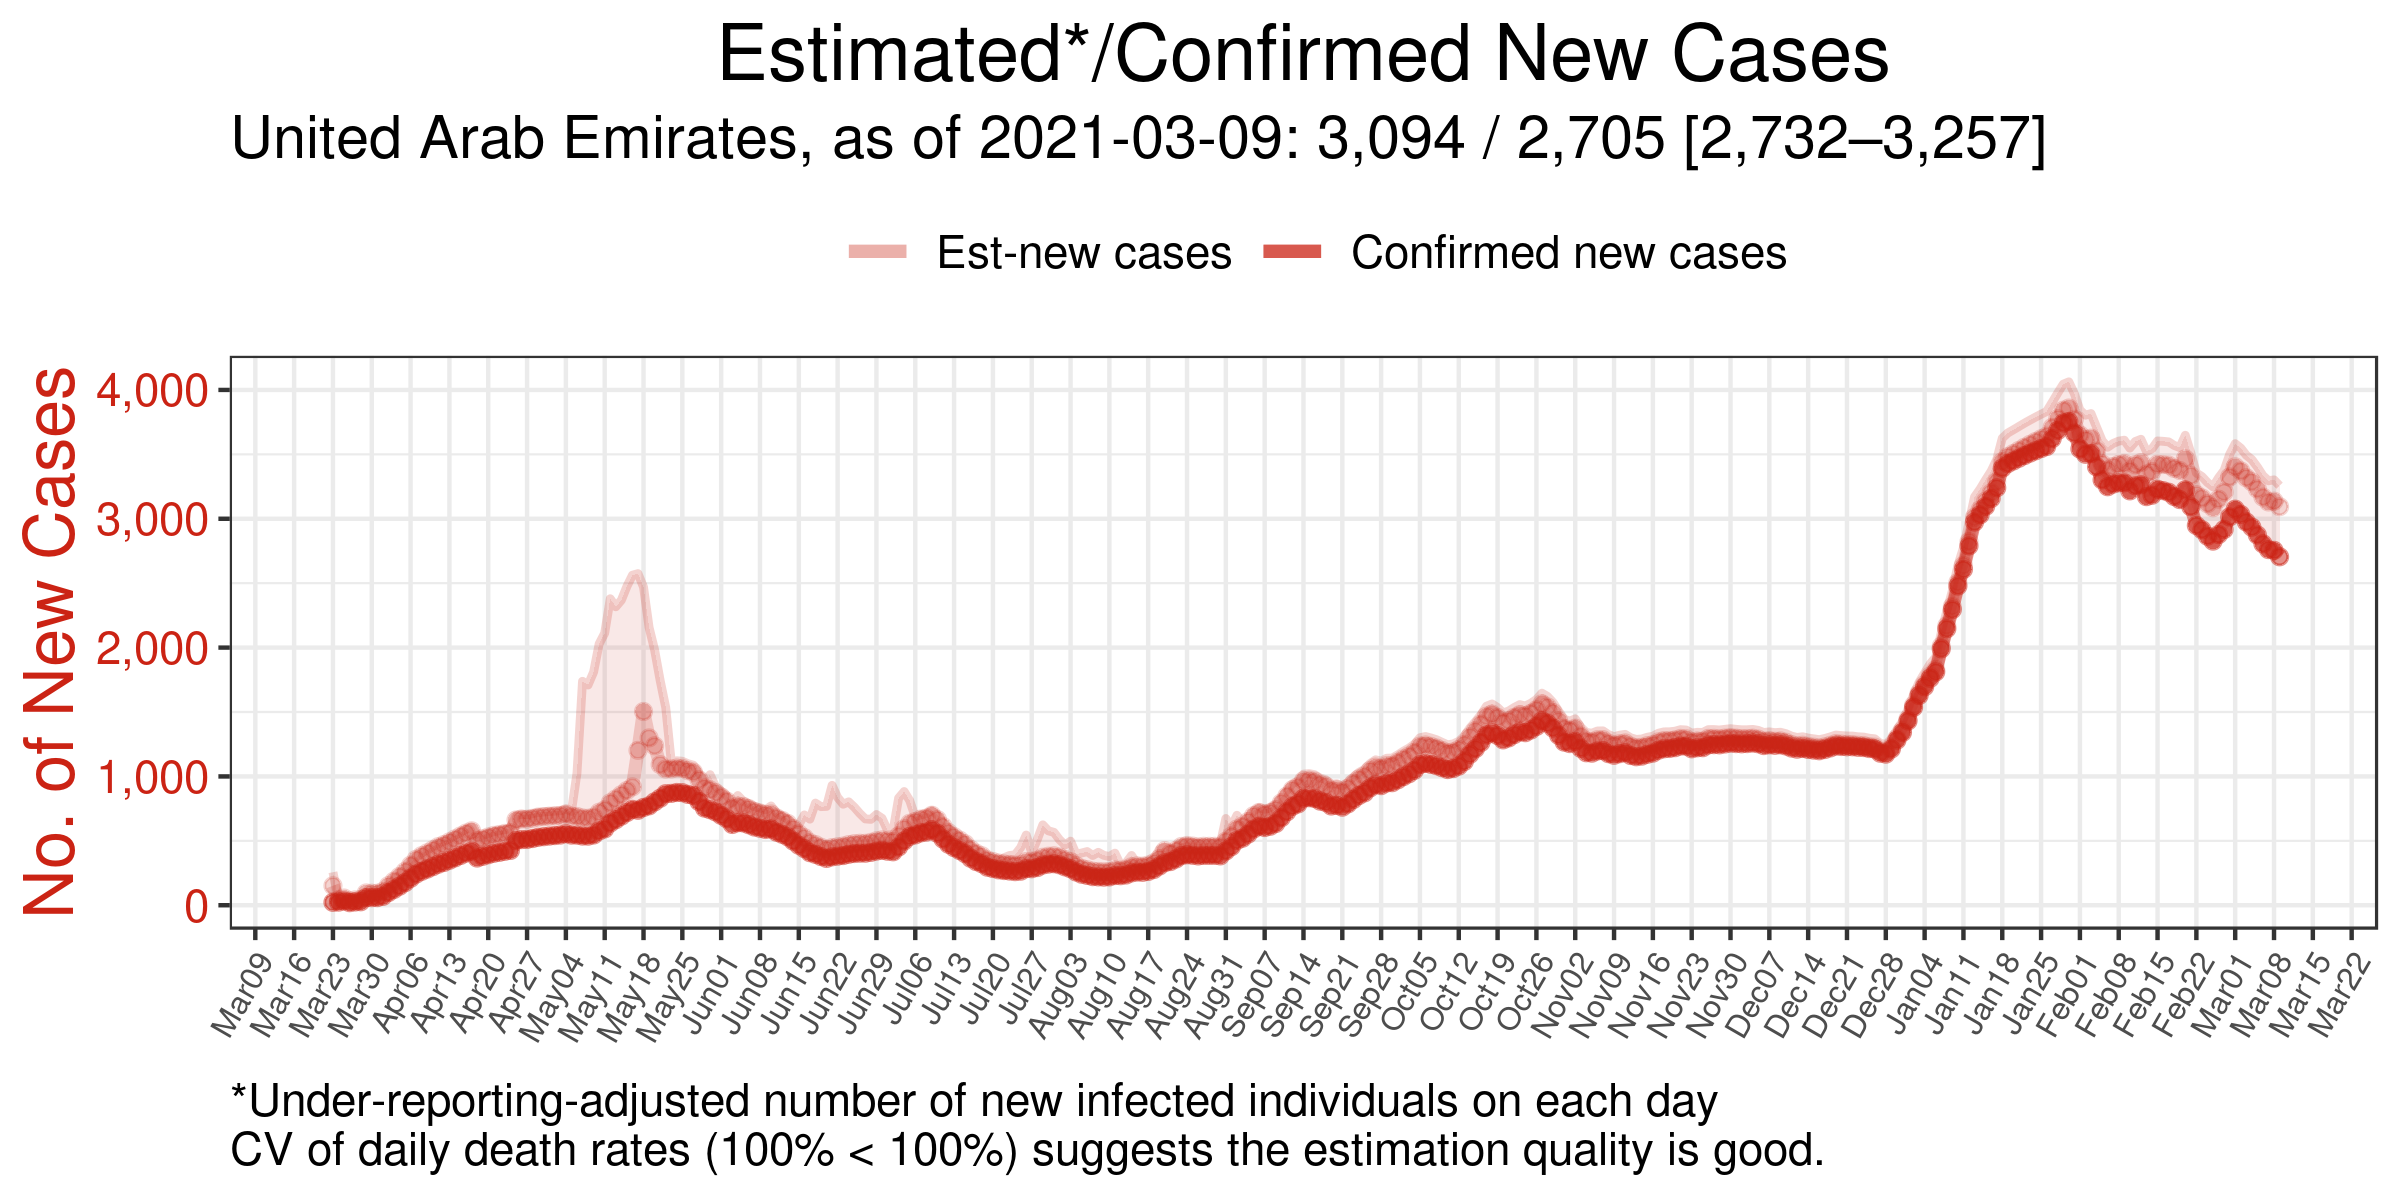 Estimated*/Confirmed New Cases
United Arab Emirates, as of 2021-03-09: 3,094 / 2,705 [2,732–3,257]
Est-new cases
Confirmed new cases
No. of New Cases
4,000
3,000
2,000
1,000
0
Mar09
Mar16
Mar23
Mar30
Apr06
Apr13
Apr20
Apr27
May04
May11
May18
May25
Jun01
Jun08
Jun15
Jun22
Jun29
Jul06
Jul13
Jul20
Jul27
Aug03
Aug10
Aug17
Aug24
Aug31
Sep07
Sep14
Sep21
Sep28
Oct05
Oct12
Oct19
Oct26
Nov02
Nov09
Nov16
Nov23
Nov30
Dec07
Dec14
Dec21
Dec28
Jan04
Jan11
Jan18
Jan25
Feb01
Feb08
Feb15
Feb22
Mar01
Mar08
Mar15
Mar22
*Under-reporting-adjusted number of new infected individuals on each day
CV of daily death rates (100% < 100%) suggests the estimation quality is good.